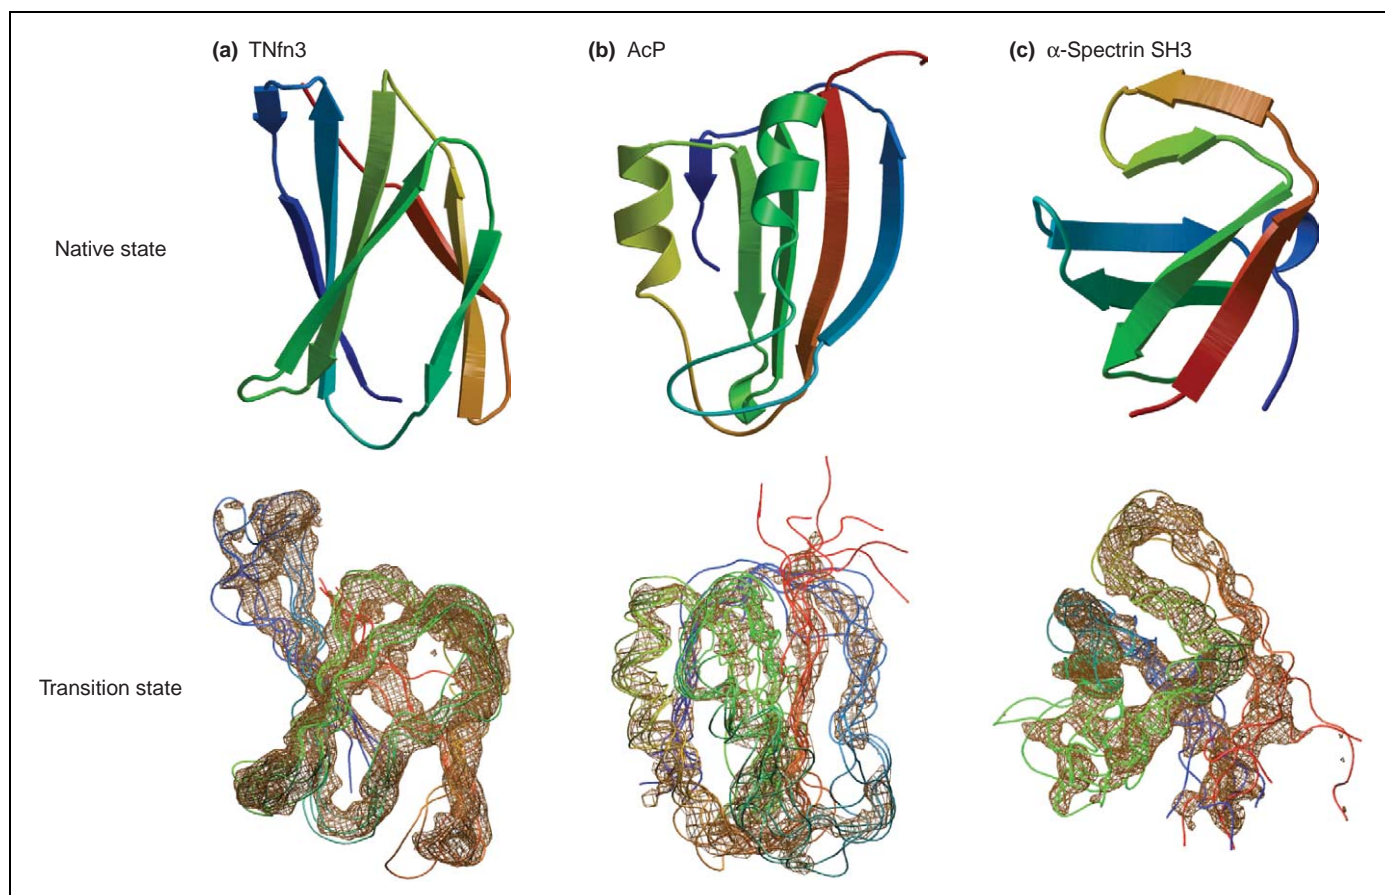 (a) TNfn3
(b) AcP
(c) α-Spectrin SH3
Native state
Transition state